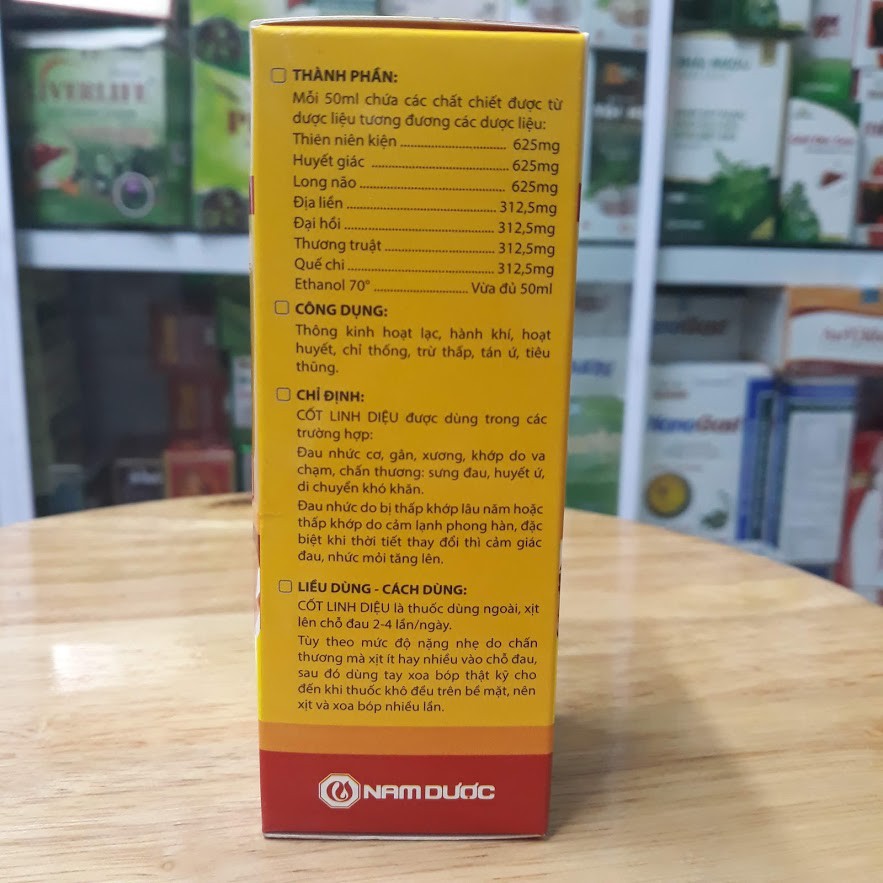 THÀNH PHẦN:
Mỗi 50ml chứa các chất chiết được từ
dược liệu tương đương các dược liệu:
Thiên niên kiện ........................ 625mg
Huyết giác ........................ 625mg
Long não ........................ 625mg
Địa liền ........................ 312,5mg
Đại hồi ........................ 312,5mg
Thương truật ........................ 312,5mg
Quế chi ........................ 312,5mg
Ethanol 70° ........................ Vừa đủ 50ml
CÔNG DỤNG:
Thông kinh hoạt lạc, hành khí, hoạt
huyết, chỉ thống, trừ thấp, tán ứ, tiêu
thũng.
CHỈ ĐỊNH:
CỐT LINH DIỆU được dùng trong các
trường hợp:
Đau nhức cơ, gân, xương, khớp do va
chạm, chấn thương: sưng đau, huyết ứ,
di chuyển khó khăn.
Đau nhức do bị thấp khớp lâu năm hoặc
thấp khớp do cảm lạnh phong hàn, đặc
biệt khi thời tiết thay đổi thì cảm giác
đau, nhức mỏi tăng lên.
LIỀU DÙNG - CÁCH DÙNG:
CỐT LINH DIỆU là thuốc dùng ngoài, xịt
lên chỗ đau 2-4 lần/ngày.
Tùy theo mức độ nặng nhẹ do chấn
thương mà xịt ít hay nhiều vào chỗ đau,
sau đó dùng tay xoa bóp thật kỹ cho
đến khi thuốc khô đều trên bề mặt, nên
xịt và xoa bóp nhiều lần.
NAM DƯỢC